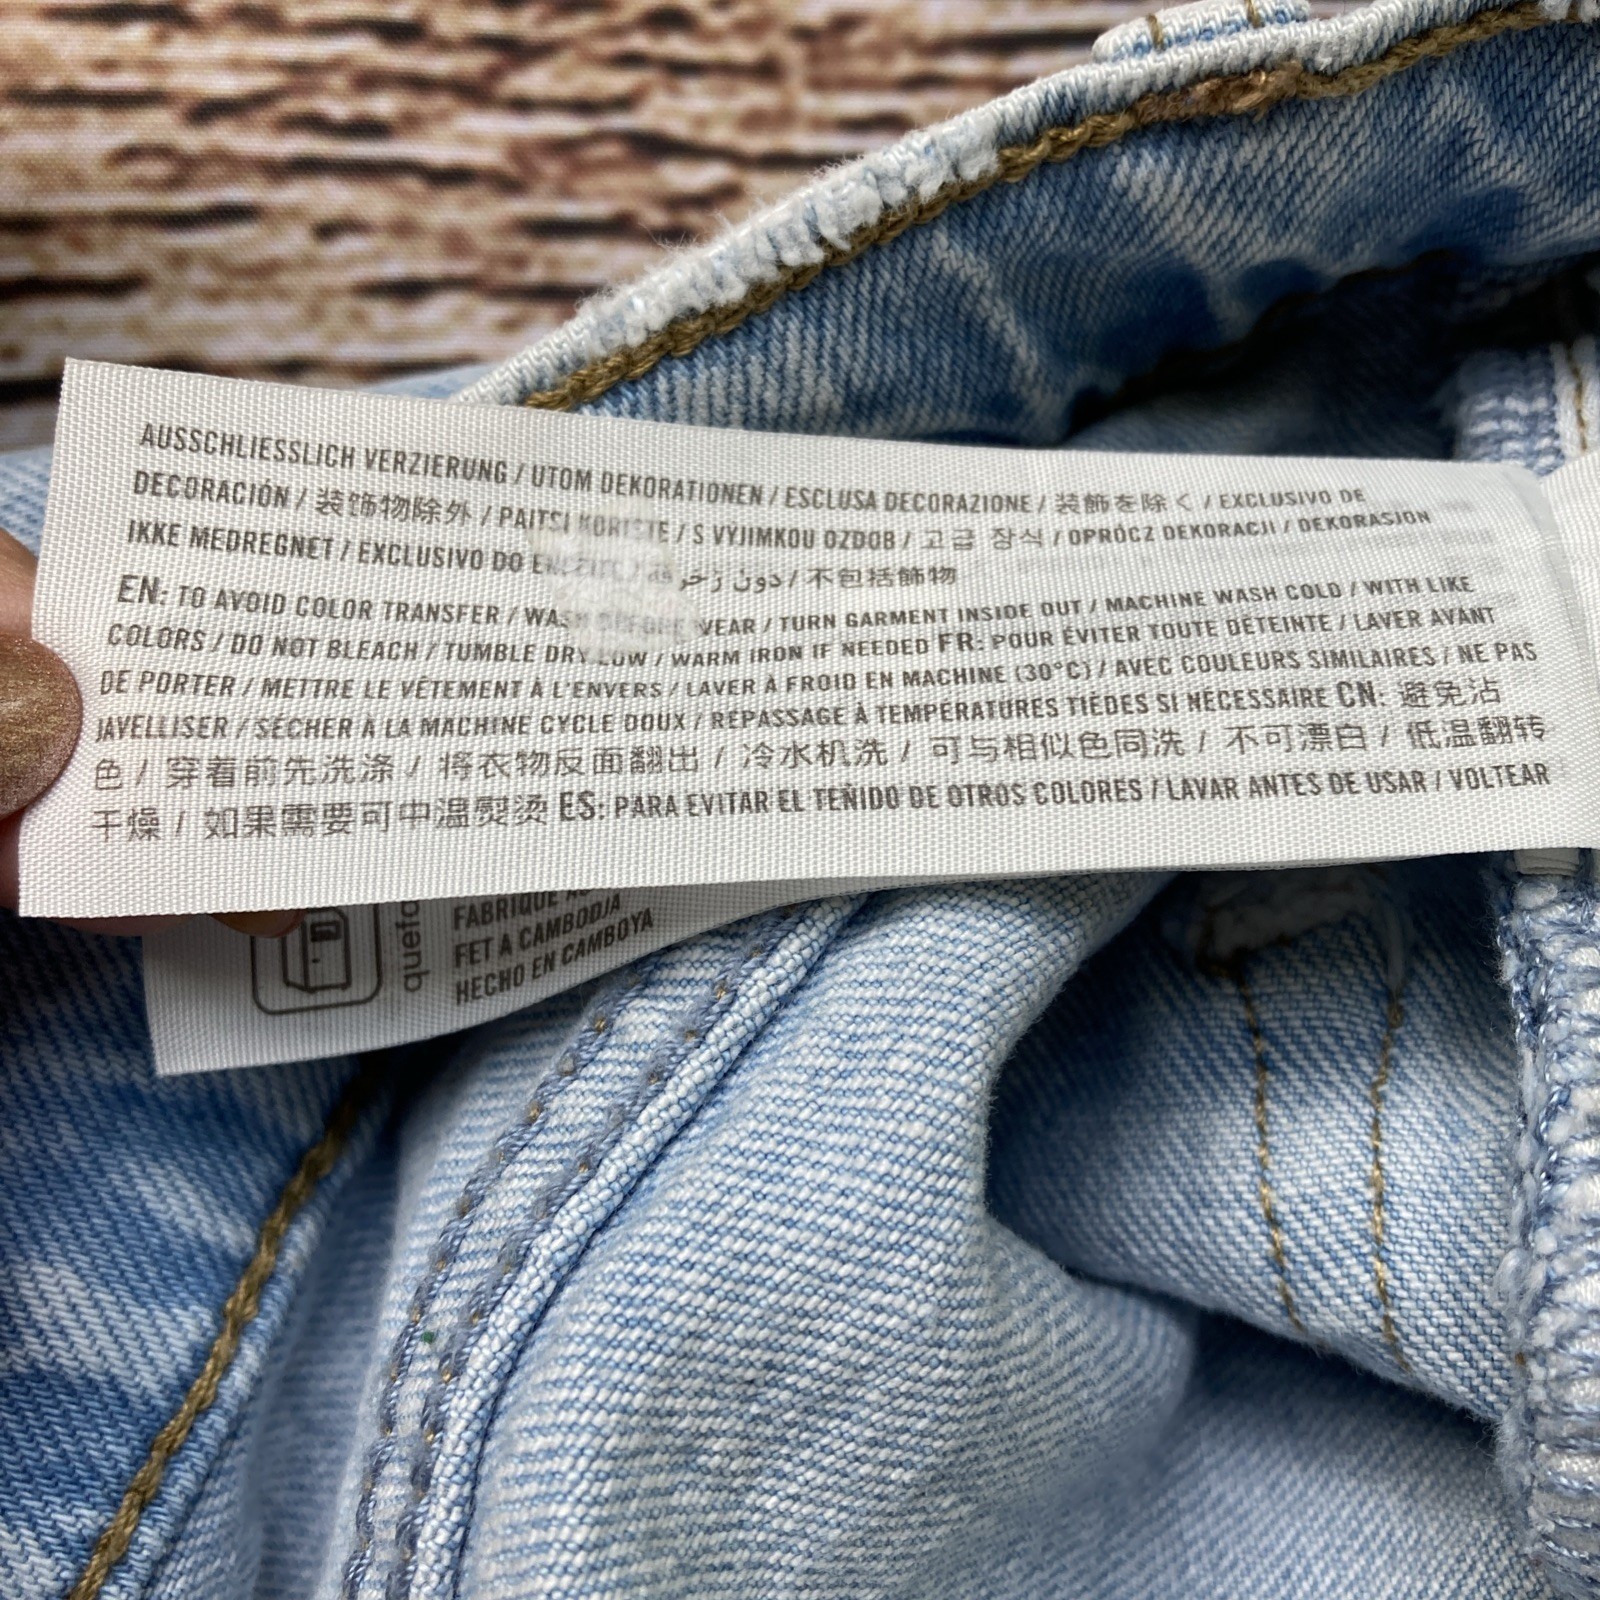 AUSSCHLIESSLICH VERZIERUNG / UTOM DEKORATIONEN / ESCLUSA DECORAZIONE / 装飾を除く / EXCLUSIVO DE
DECORACIÓN / 装饰物除外 / PAITSI KORISTE / S VYJIMKOU OZDOB / 고급 장식 / OPRÓCZ DEKORACJI / DEKORASION
IKKE MEDREGNET / EXCLUSIVO DO دون / 不包括飾物
EN: TO AVOID COLOR TRANSFER / WASH BEFORE WEAR / TURN GARMENT INSIDE OUT / MACHINE WASH COLD / WITH LIKE
COLORS / DO NOT BLEACH / TUMBLE DRY LOW / WARM IRON IF NEEDED FR: POUR ÉVITER TOUTE DÉTEINTE / LAVER AVANT
DE PORTER / METTRE LE VÉTEMENT À L'ENVERS / LAVER À FROID EN MACHINE (30°C) / AVEC COULEURS SIMILAIRES / NE PAS
JAVELLISER / SÉCHER À LA MACHINE CYCLE DOUX / REPASSAGE À TEMPÉRATURES TIÉDES SI NÉCESSAIRE CN: 避免沾
色 / 穿着前先洗涤 / 将衣物反面翻出 / 冷水机洗 / 可与相似色同洗 / 不可漂白 / 低温翻转
干燥 / 如果需要可中温熨烫 ES: PARA EVITAR EL TEÑIDO DE OTROS COLORES / LAVAR ANTES DE USAR / VOLTEAR
FABRIQUÉ
FET A CAMBODJA
HECHO EN CAMBOYA